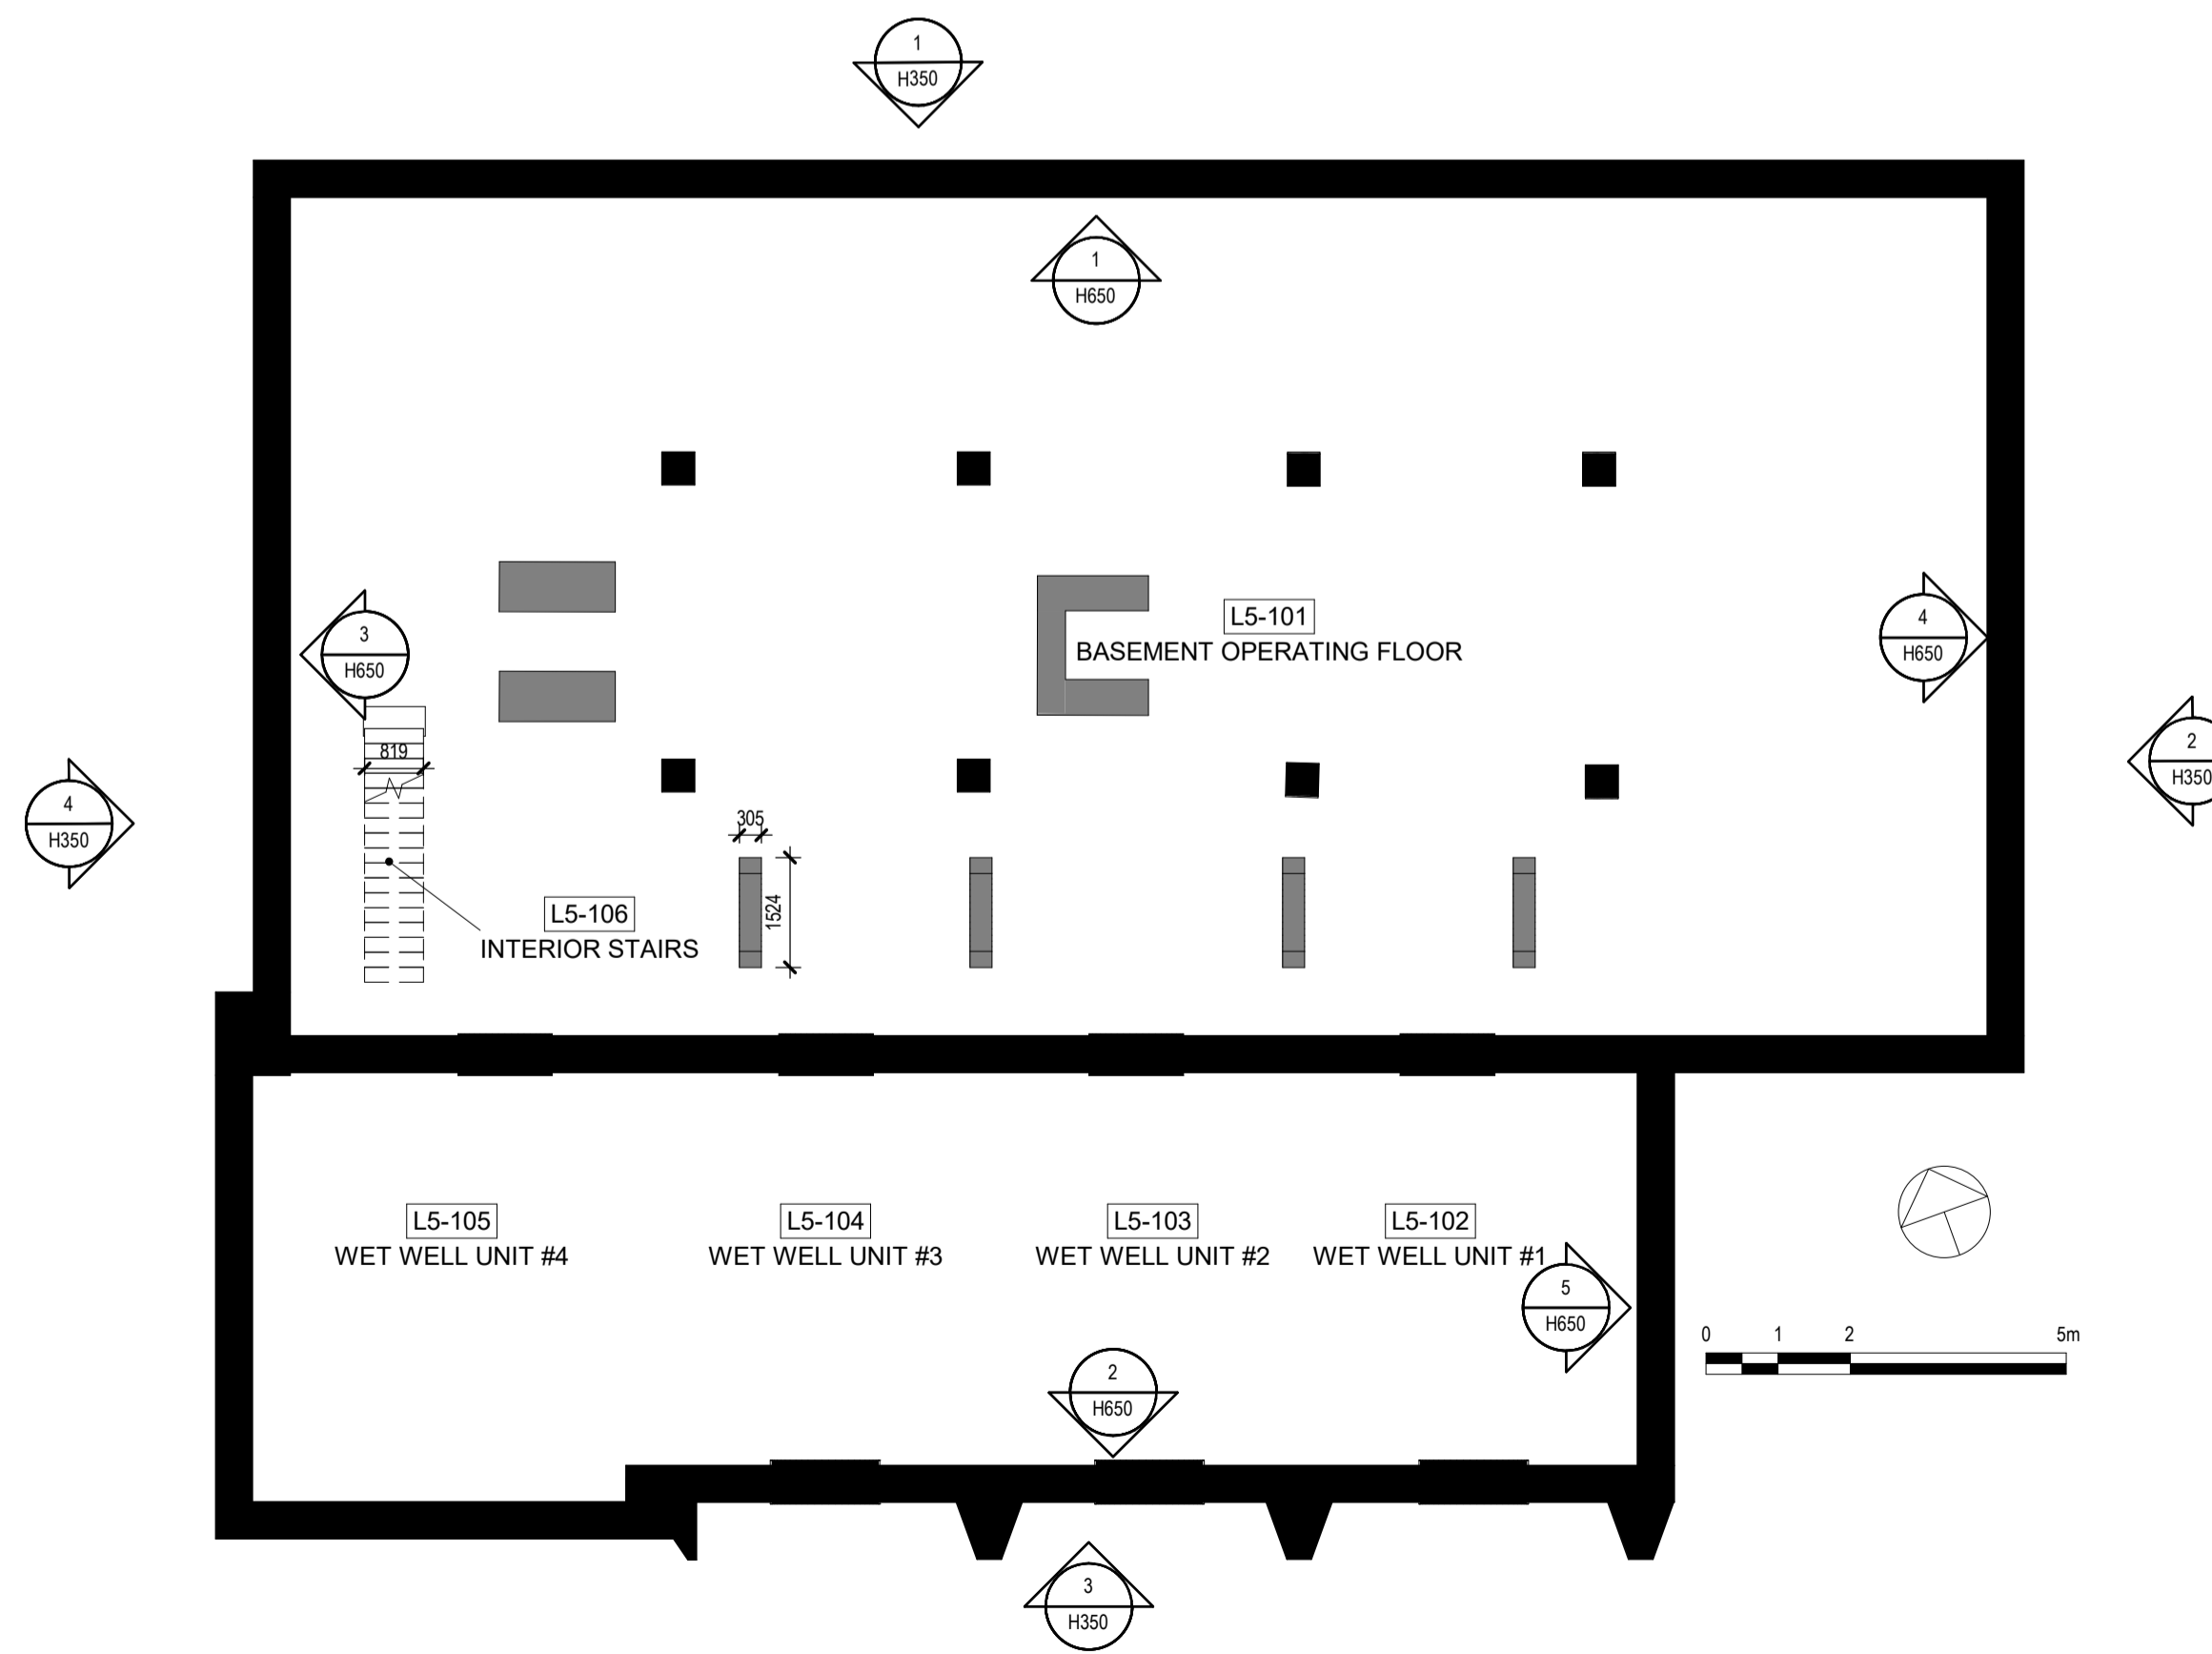 1
H350
1
H650
L5-101
BASEMENT OPERATING FLOOR
3
H650
4
H650
819
2
H350
4
H350
305
1524
L5-106
INTERIOR STAIRS
L5-105
WET WELL UNIT #4
L5-104
WET WELL UNIT #3
L5-103
WET WELL UNIT #2
L5-102
WET WELL UNIT #1
5
H650
0 1 2 5m
2
H650
3
H350